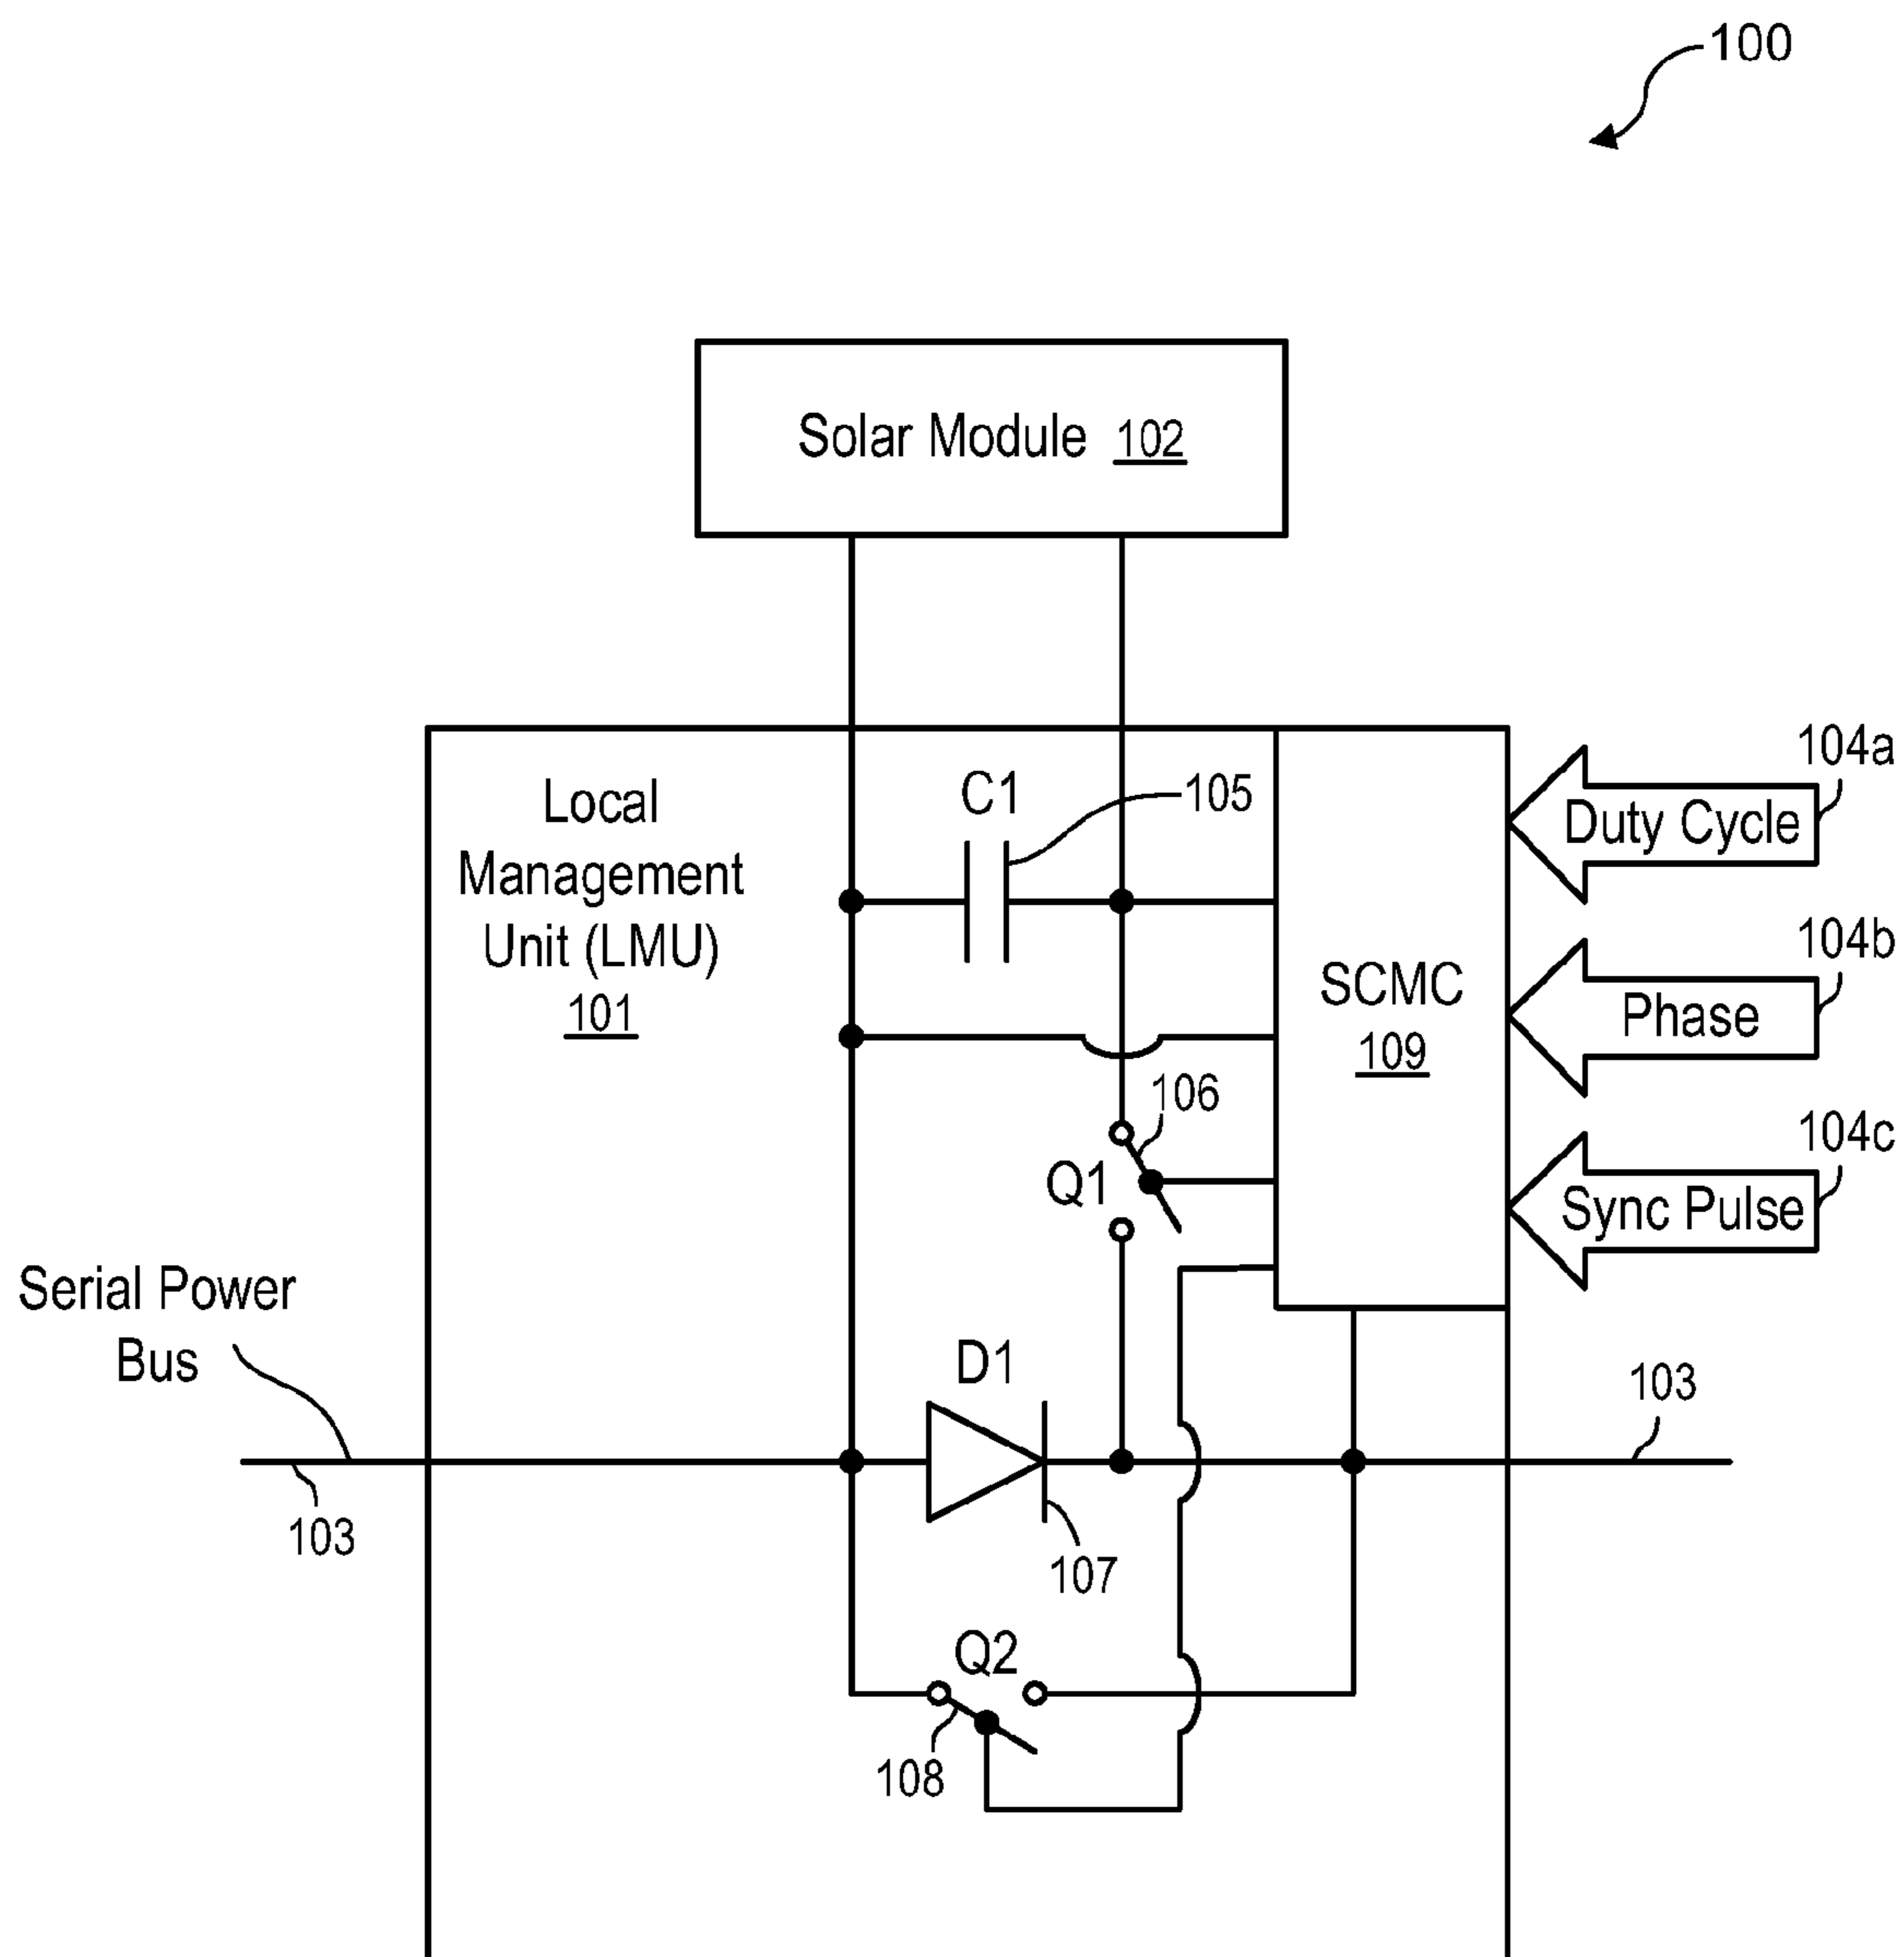 100
Solar Module 102
Local
Management
Unit (LMU)
101
C1
105
SCMC
109
104a
Duty Cycle
104b
Phase
104c
Sync Pulse
106
Q1
Serial Power
Bus
103
D1
103
107
Q2
108